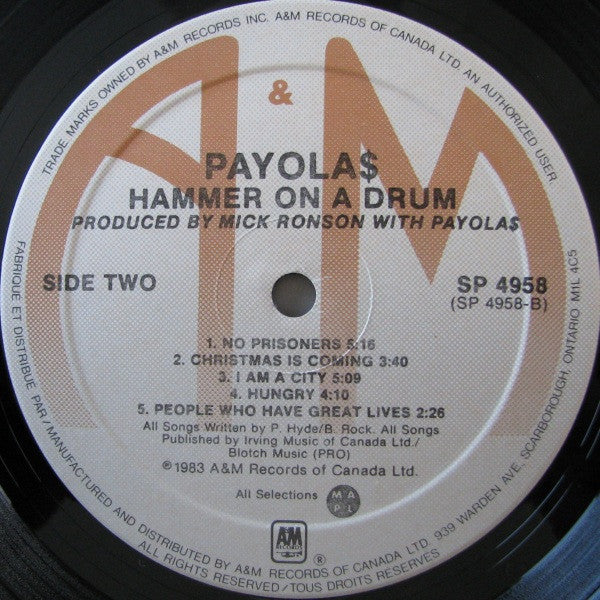 TRADE MARKS OWNED BY A&M RECORDS INC. A&M RECORDS OF CANADA LTD. AN AUTHORIZED USER
&
PAYOLA$
HAMMER ON A DRUM
PRODUCED BY MICK RONSON WITH PAYOLA$
SIDE TWO
SP 4958
(SP 4958-B)
1. NO PRISONERS 5:16
2. CHRISTMAS IS COMING 3:40
3. I AM A CITY 5:09
4. HUNGRY 4:10
5. PEOPLE WHO HAVE GREAT LIVES 2:26
All Songs Written by P. Hyde/B. Rock. All Songs
Published by Irving Music of Canada Ltd./
Blotch Music (PRO)
℗1983 A&M Records of Canada Ltd.
All Selections MAPL
A&M RECORDS ®
FABRIQUE ET DISTRIBUÉ PAR / MANUFACTURED AND DISTRIBUTED BY A&M RECORDS OF CANADA LTD. 939 WARDEN AVE. SCARBOROUGH, ONTARIO M1L 4C5
ALL RIGHTS RESERVED / TOUS DROITS RESERVES
A&M